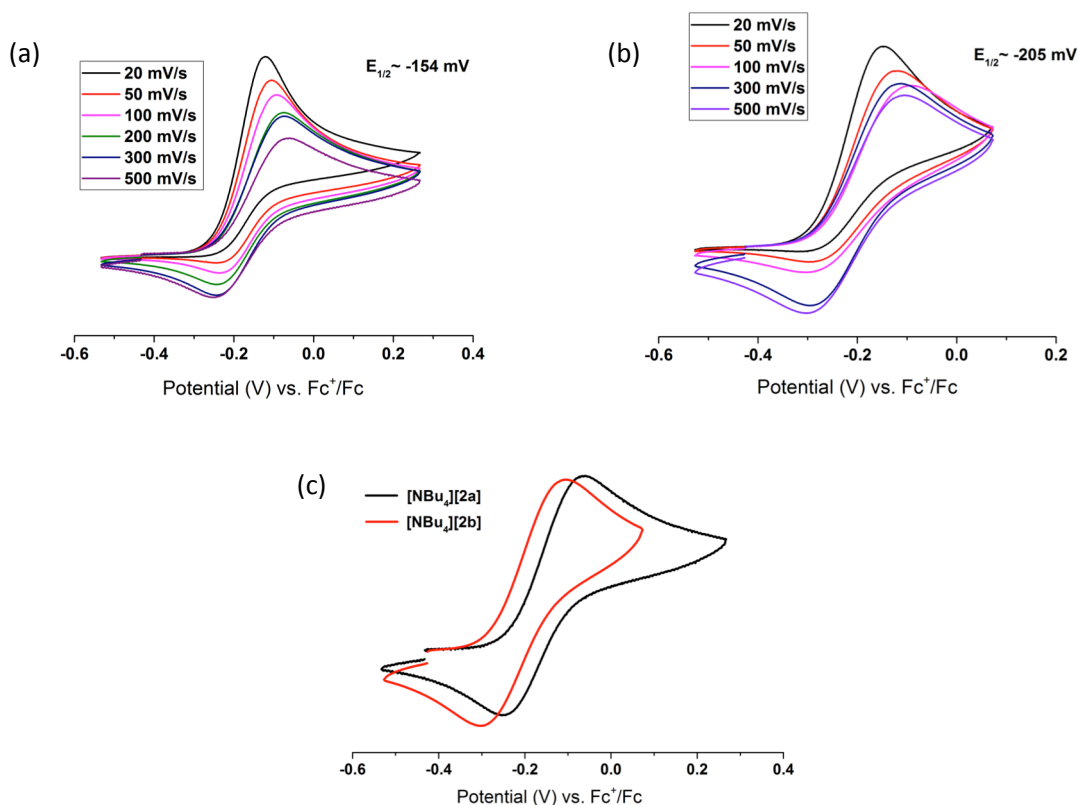 (a)
20 mV/s
50 mV/s
100 mV/s
200 mV/s
300 mV/s
500 mV/s
E1/2~ -154 mV
-0.6 -0.4 -0.2 0.0 0.2 0.4
Potential (V) vs. Fc+/Fc
(b)
20 mV/s
50 mV/s
100 mV/s
300 mV/s
500 mV/s
E1/2~ -205 mV
-0.6 -0.4 -0.2 0.0 0.2
Potential (V) vs. Fc+/Fc
(c)
[NBu4][2a]
[NBu4][2b]
-0.6 -0.4 -0.2 0.0 0.2 0.4
Potential (V) vs. Fc+/Fc